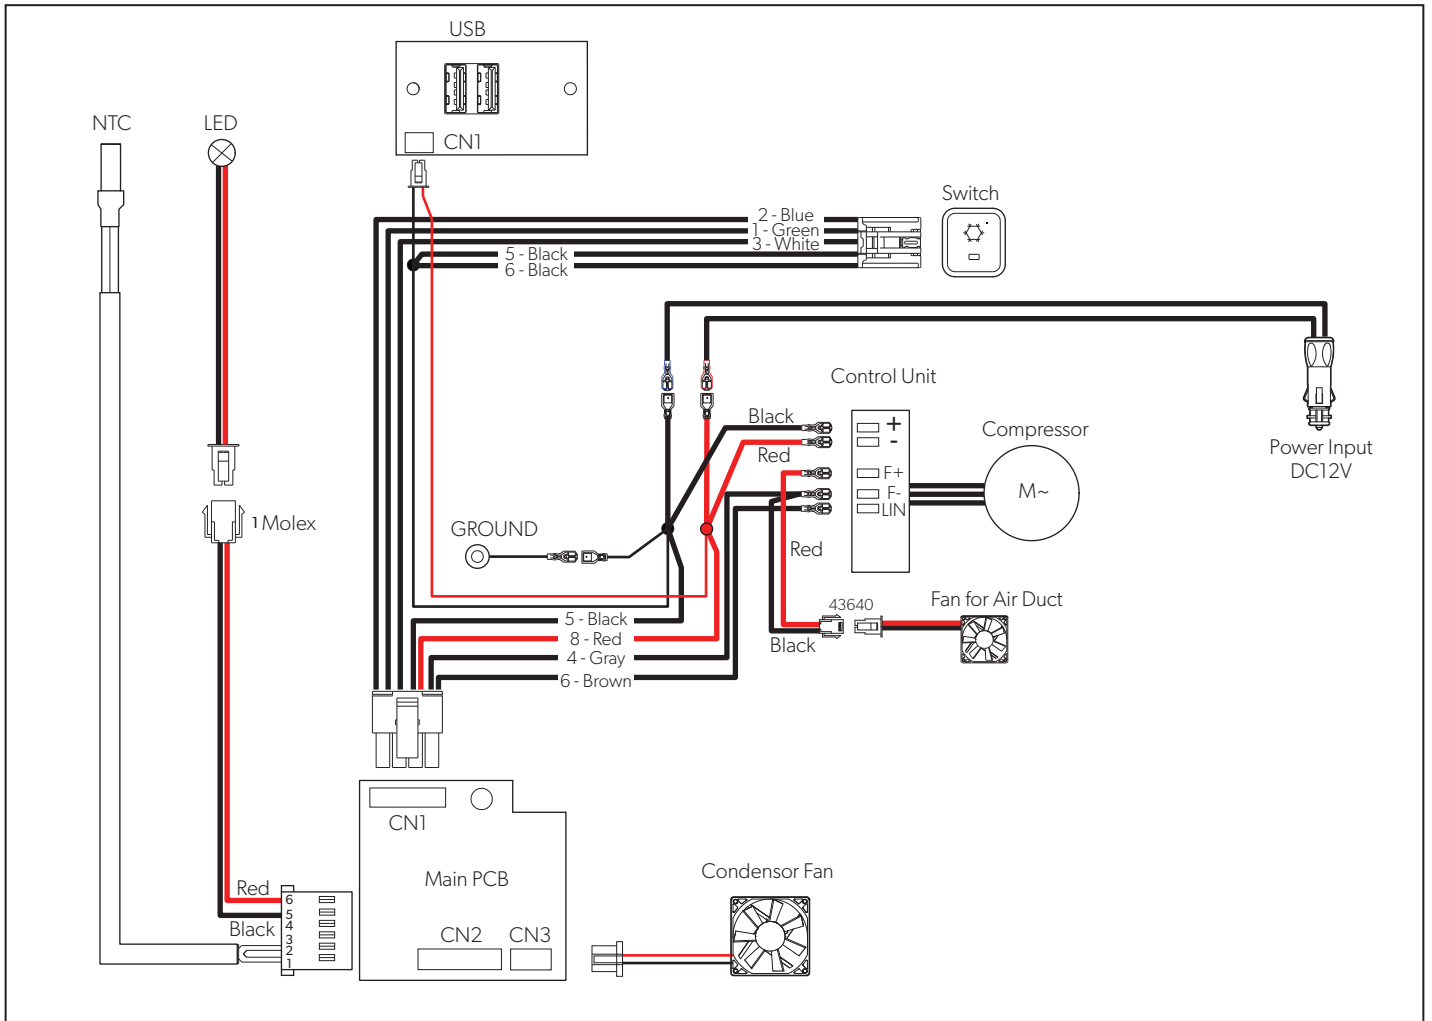 USB
NTC
LED
CN1
Switch
2 - Blue
1 - Green
3 - White
5 - Black
6 - Black
Control Unit
Black
+
-
Red
Compressor
Power Input
DC12V
F+
F-
LIN
M~
1 Molex
GROUND
Red
43640
Fan for Air Duct
5 - Black
8 - Red
Black
4 - Gray
6 - Brown
CN1
Main PCB
Condensor Fan
Red
6
5
Black
4
3
2
1
CN2
CN3